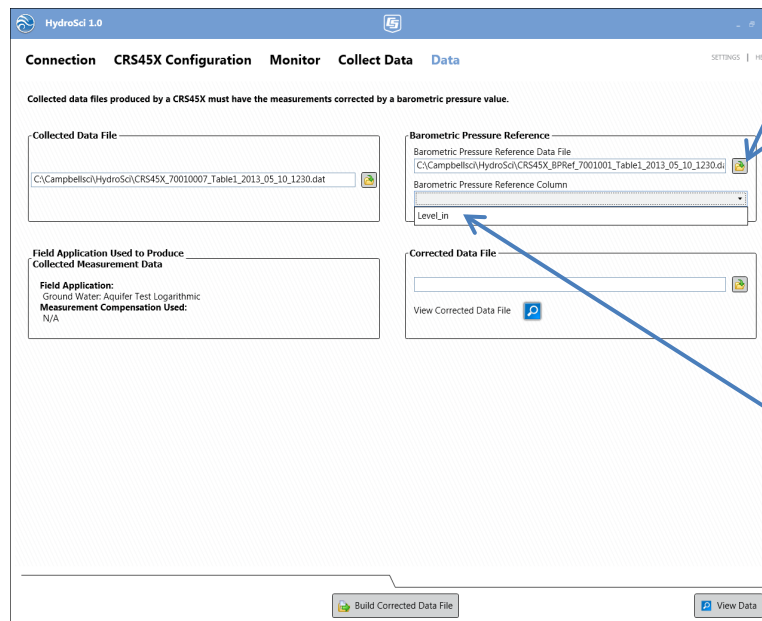 HydroSci 1.0
Connection CRS45X Configuration Monitor Collect Data Data
SETTINGS |
Collected data files produced by a CRS45X must have the measurements corrected by a barometric pressure value.
Collected Data File
C:\Campbellsci\HydroSci\CRS45X_70010007_Table1_2013_05_10_1230.dat
Barometric Pressure Reference
Barometric Pressure Reference Data File
C:\Campbellsci\HydroSci\CRS45X_BPRef_7001001_Table1_2013_05_10_1230.da
Barometric Pressure Reference Column
Level_in
Field Application Used to Produce
Collected Measurement Data
Field Application:
Ground Water: Aquifer Test Logarithmic
Measurement Compensation Used:
N/A
Corrected Data File
View Corrected Data File
Build Corrected Data File
View Data